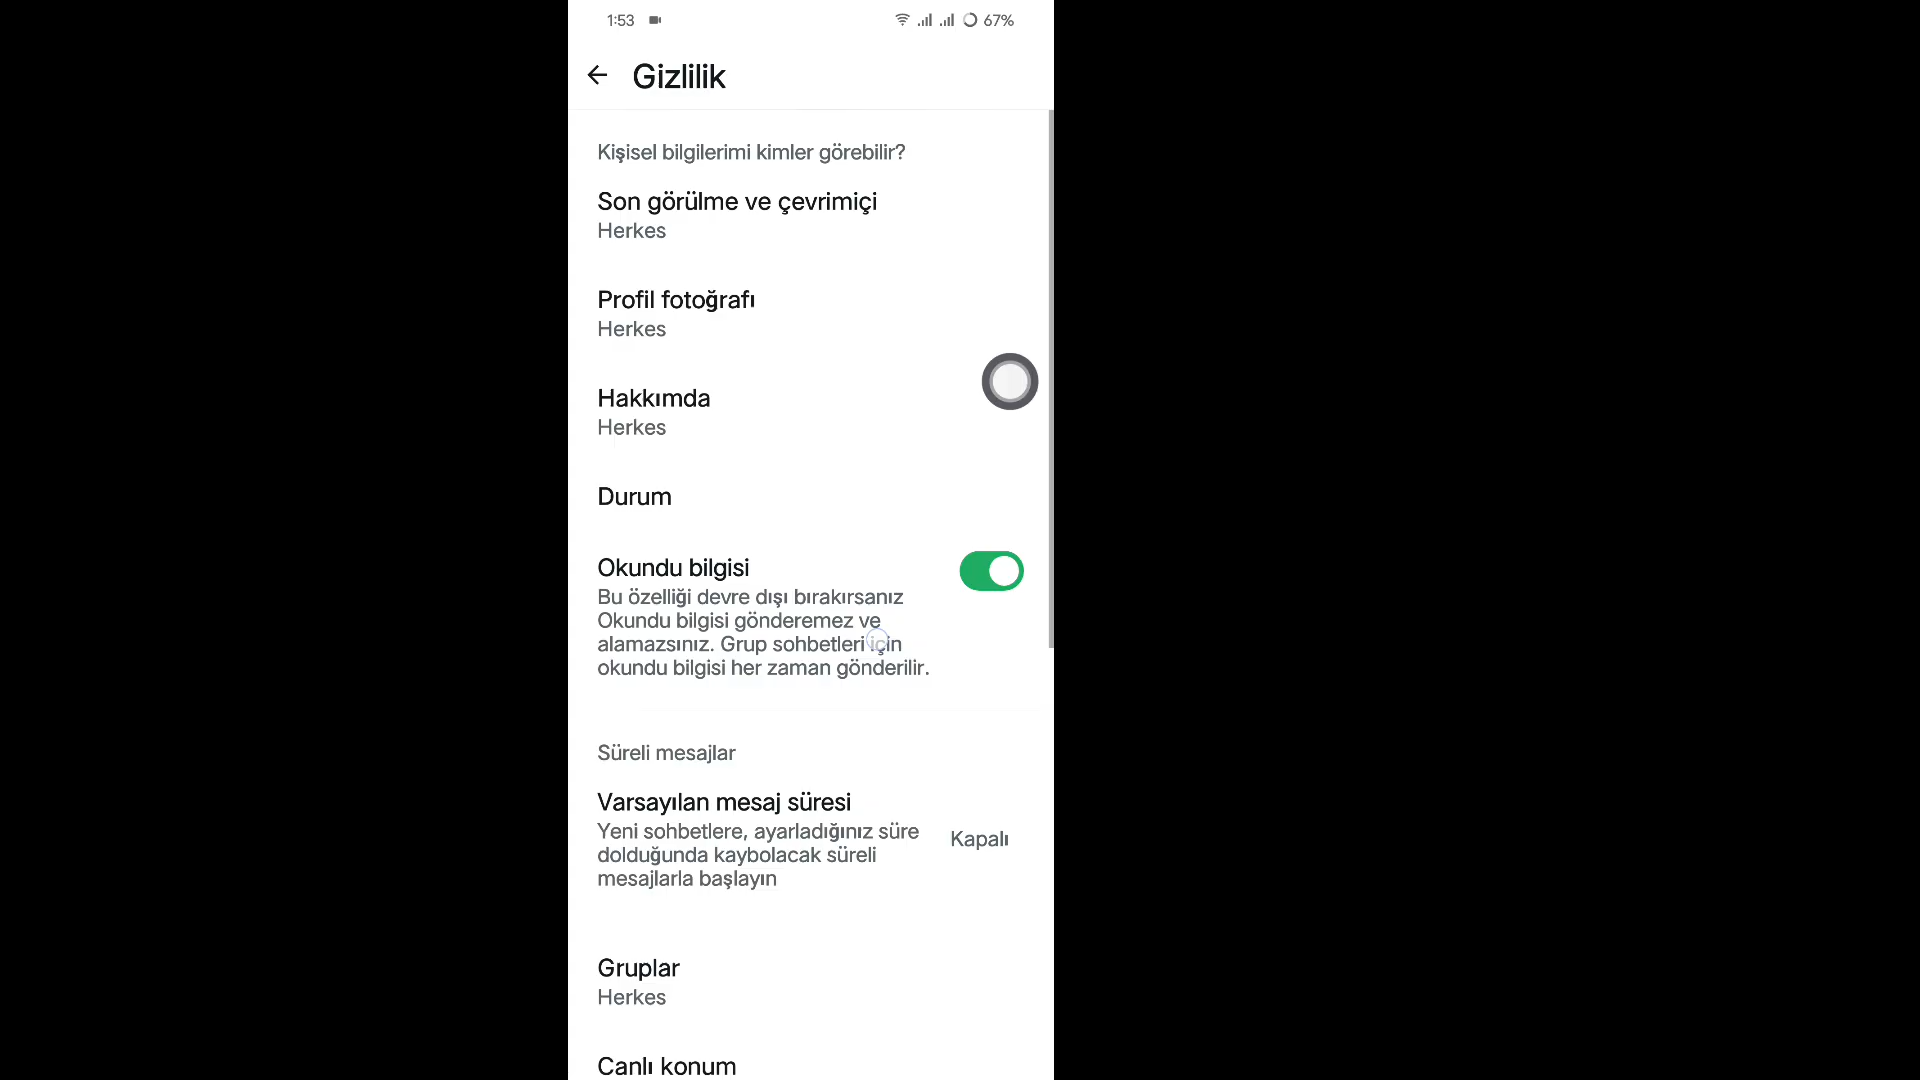 1:53
67%
Gizlilik
Kişisel bilgilerimi kimler görebilir?
Son görülme ve çevrimiçi
Herkes
Profil fotoğrafı
Herkes
Hakkımda
Herkes
Durum
Okundu bilgisi
Bu özelliği devre dışı bırakırsanız
Okundu bilgisi gönderemez ve
alamazsınız. Grup sohbetleri için
okundu bilgisi her zaman gönderilir.
Süreli mesajlar
Varsayılan mesaj süresi
Yeni sohbetlere, ayarladığınız süre
dolduğunda kaybolacak süreli
mesajlarla başlayın
Kapalı
Gruplar
Herkes
Canlı konum